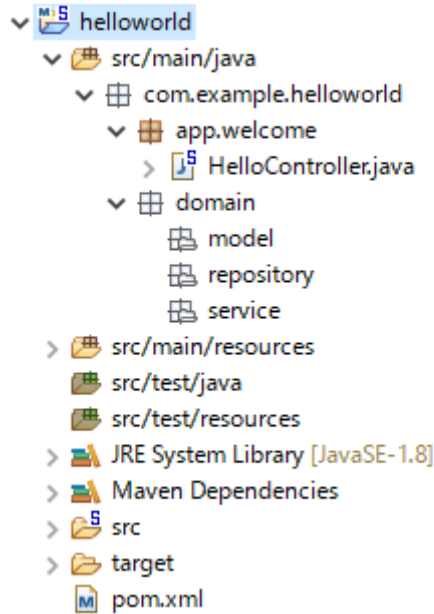 helloworld
src/main/java
com.example.helloworld
app.welcome
HelloController.java
domain
model
repository
service
src/main/resources
src/test/java
src/test/resources
JRE System Library [JavaSE-1.8]
Maven Dependencies
src
target
pom.xml